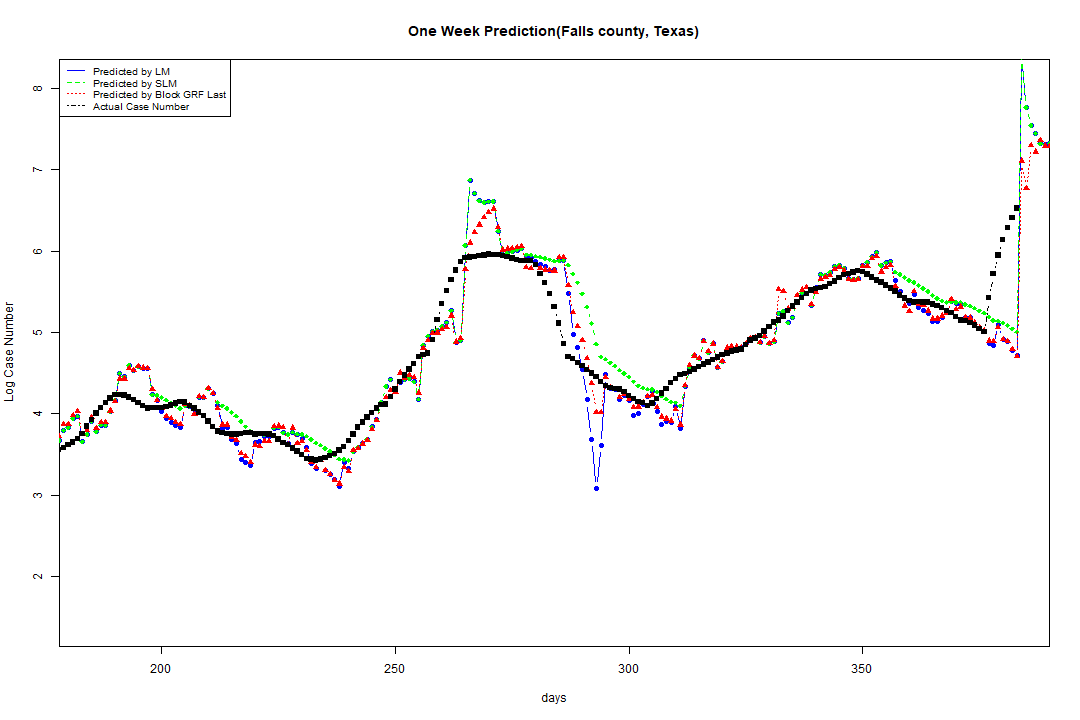 One Week Prediction(Falls county, Texas)
Predicted by LM
Predicted by SLM
Predicted by Block GRF Last
Actual Case Number
8
7
6
5
4
3
2
Log Case Number
200 250 300 350
days